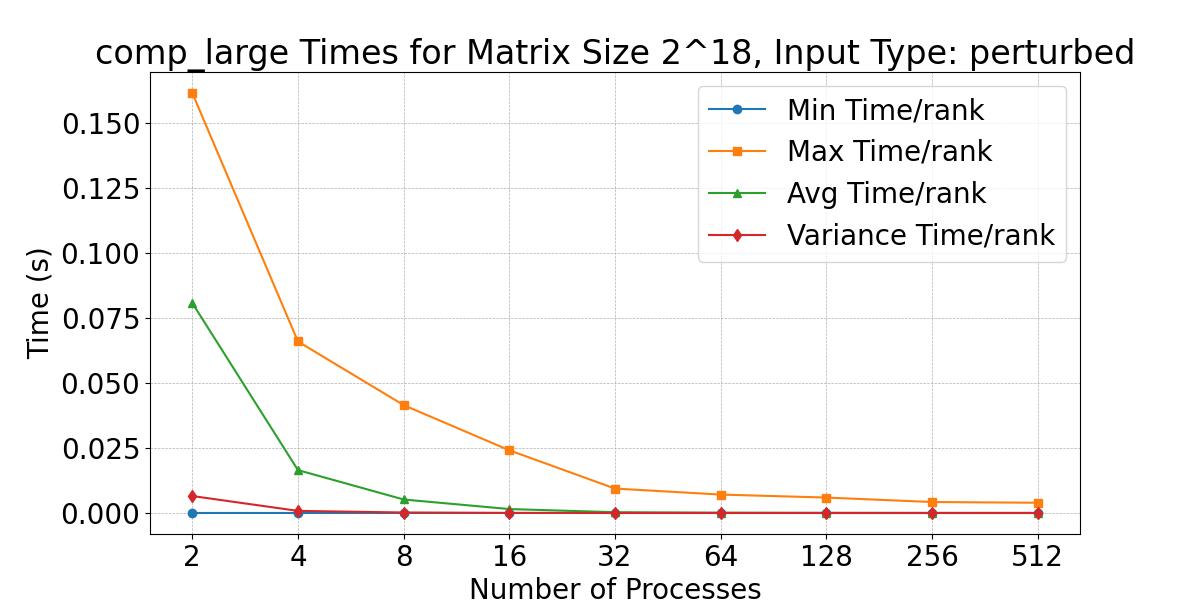 comp_large Times for Matrix Size 2^18, Input Type: perturbed
Min Time/rank
Max Time/rank
Avg Time/rank
Variance Time/rank
Time (s)
0.150
0.125
0.100
0.075
0.050
0.025
0.000
2 4 8 16 32 64 128 256 512
Number of Processes